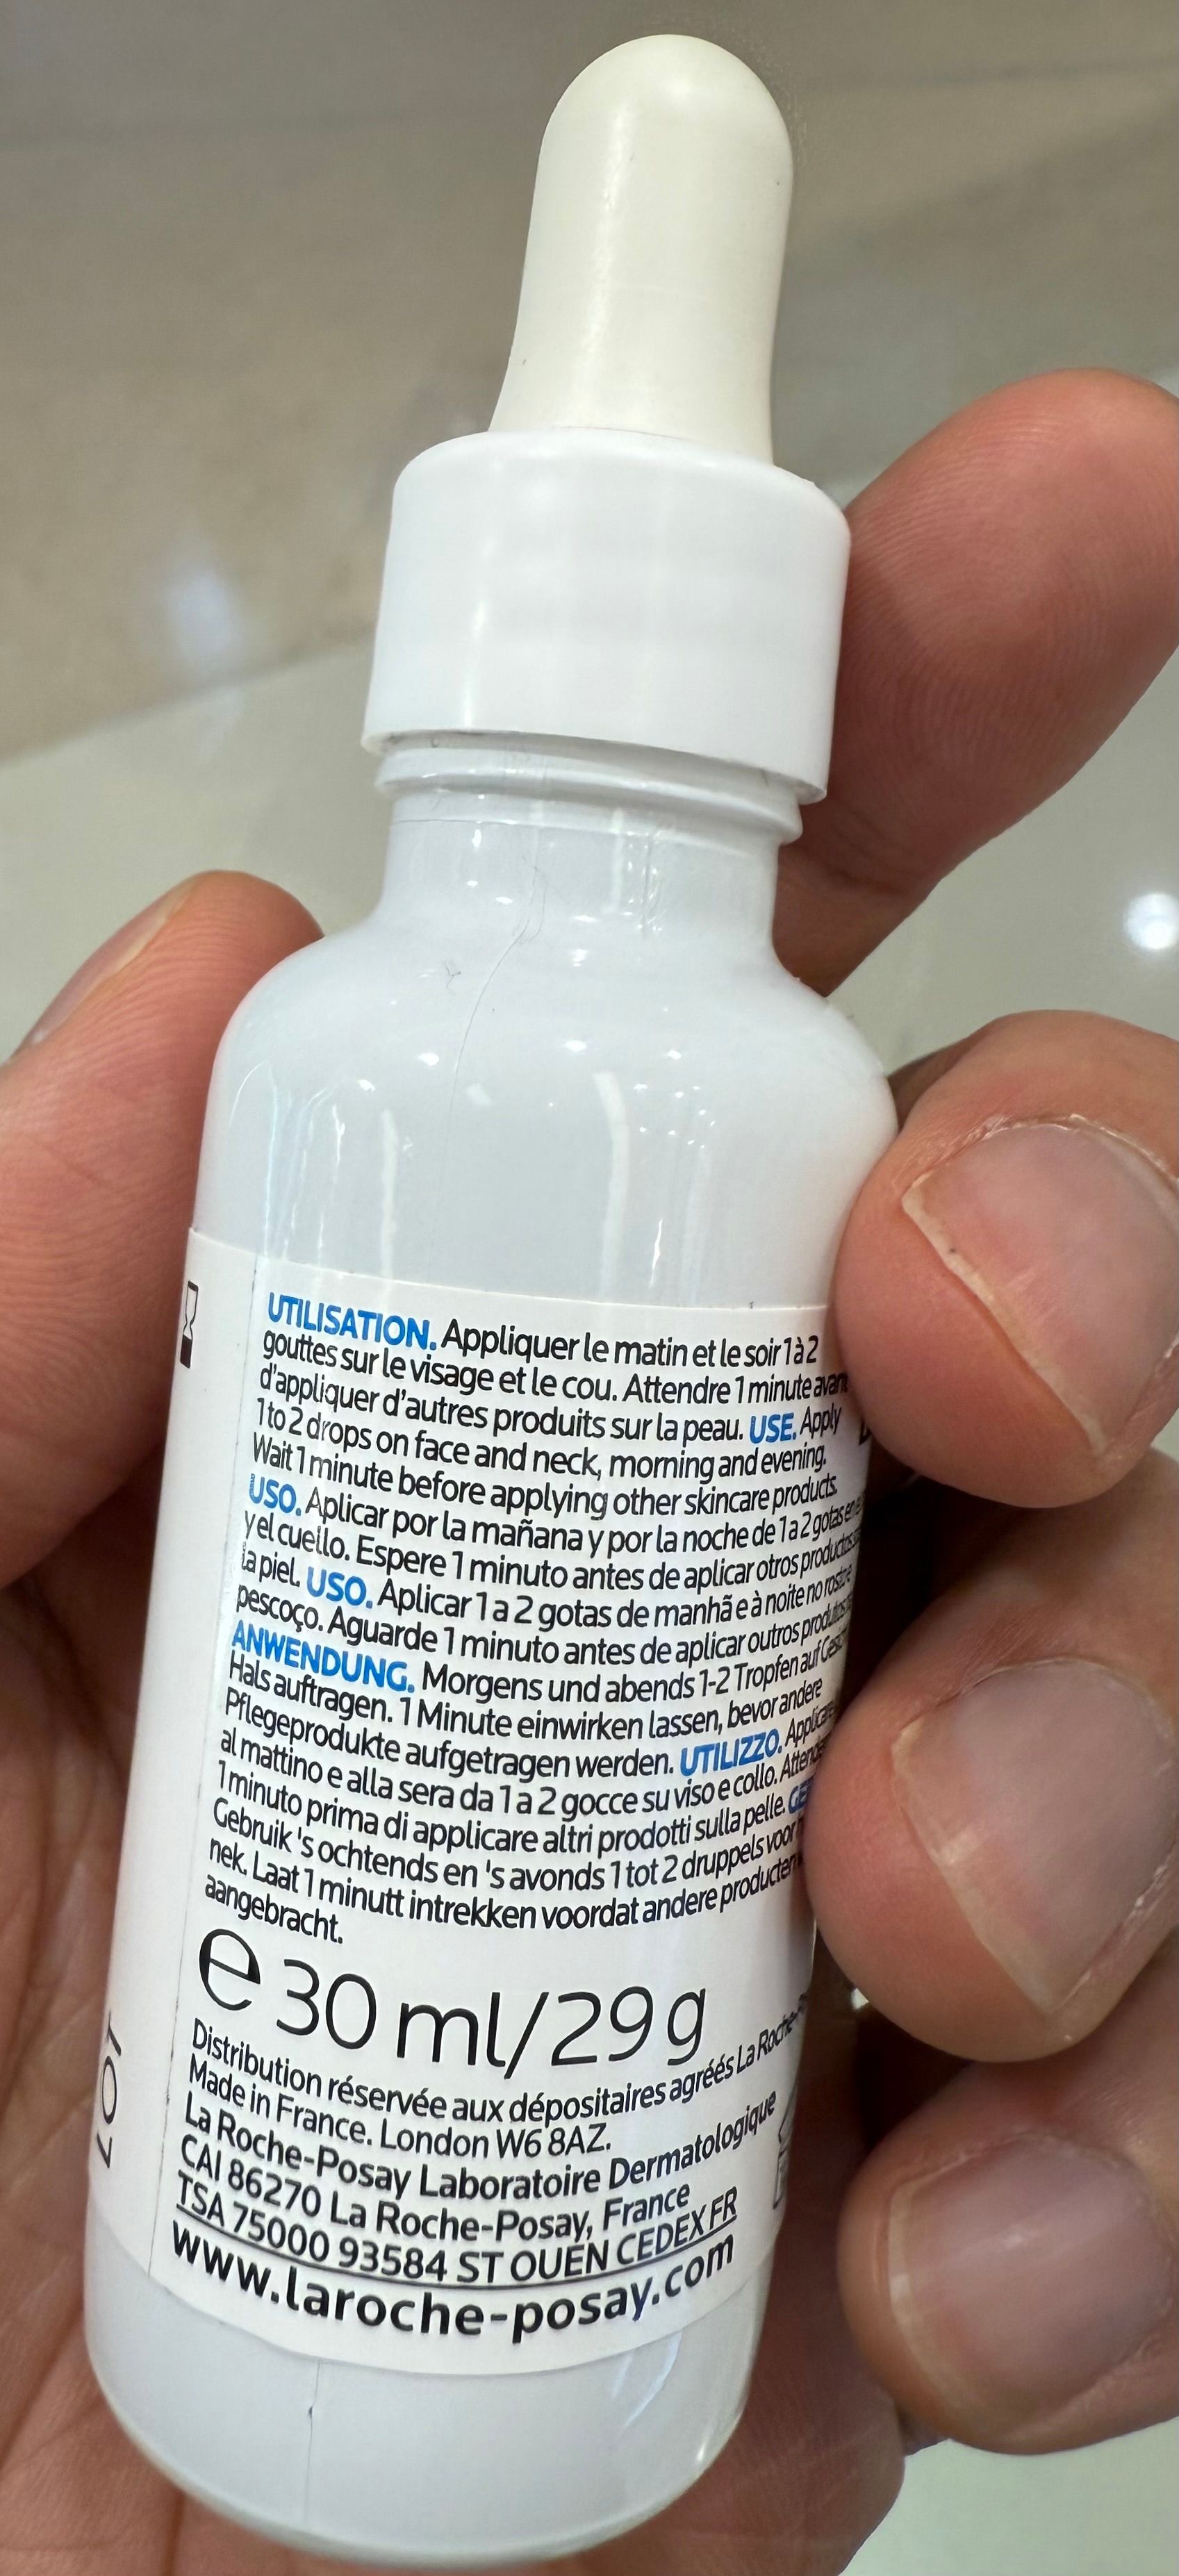 UTILISATION. Appliquer le matin et le soir 1 à 2
gouttes sur le visage et le cou. Attendre 1 minute avan
d'appliquer d'autres produits sur la peau. USE. Apply
1 to 2 drops on face and neck, morning and evening.
Wait 1 minute before applying other skincare products.
USO. Aplicar por la mañana y por la noche de 1 a 2 gotas en
y el cuello. Espere 1 minuto antes de aplicar otros productos
la piel. USO. Aplicar 1 a 2 gotas de manhã e à noite no rosto e
pescoço. Aguarde 1 minuto antes de aplicar outros produtos
ANWENDUNG. Morgens und abends 1-2 Tropfen auf
Hals auftragen. 1 Minute einwirken lassen, bevor andere
Pflegeprodukte aufgetragen werden. UTILIZZO. Applicare
al mattino e alla sera da 1 a 2 gocce su viso e collo. Attend
1 minuto prima di applicare altri prodotti sulla pelle.
Gebruik 's ochtends en 's avonds 1 tot 2 druppels voor
nek. Laat 1 minutt intrekken voordat andere producten
aangebracht.
℮ 30 ml/29 g
Distribution réservée aux dépositaires agréés La Roche-
Made in France. London W6 8AZ.
La Roche-Posay Laboratoire Dermatologique
CAI 86270 La Roche-Posay, France
TSA 75000 93584 ST OUEN CEDEX FR
www.laroche-posay.com